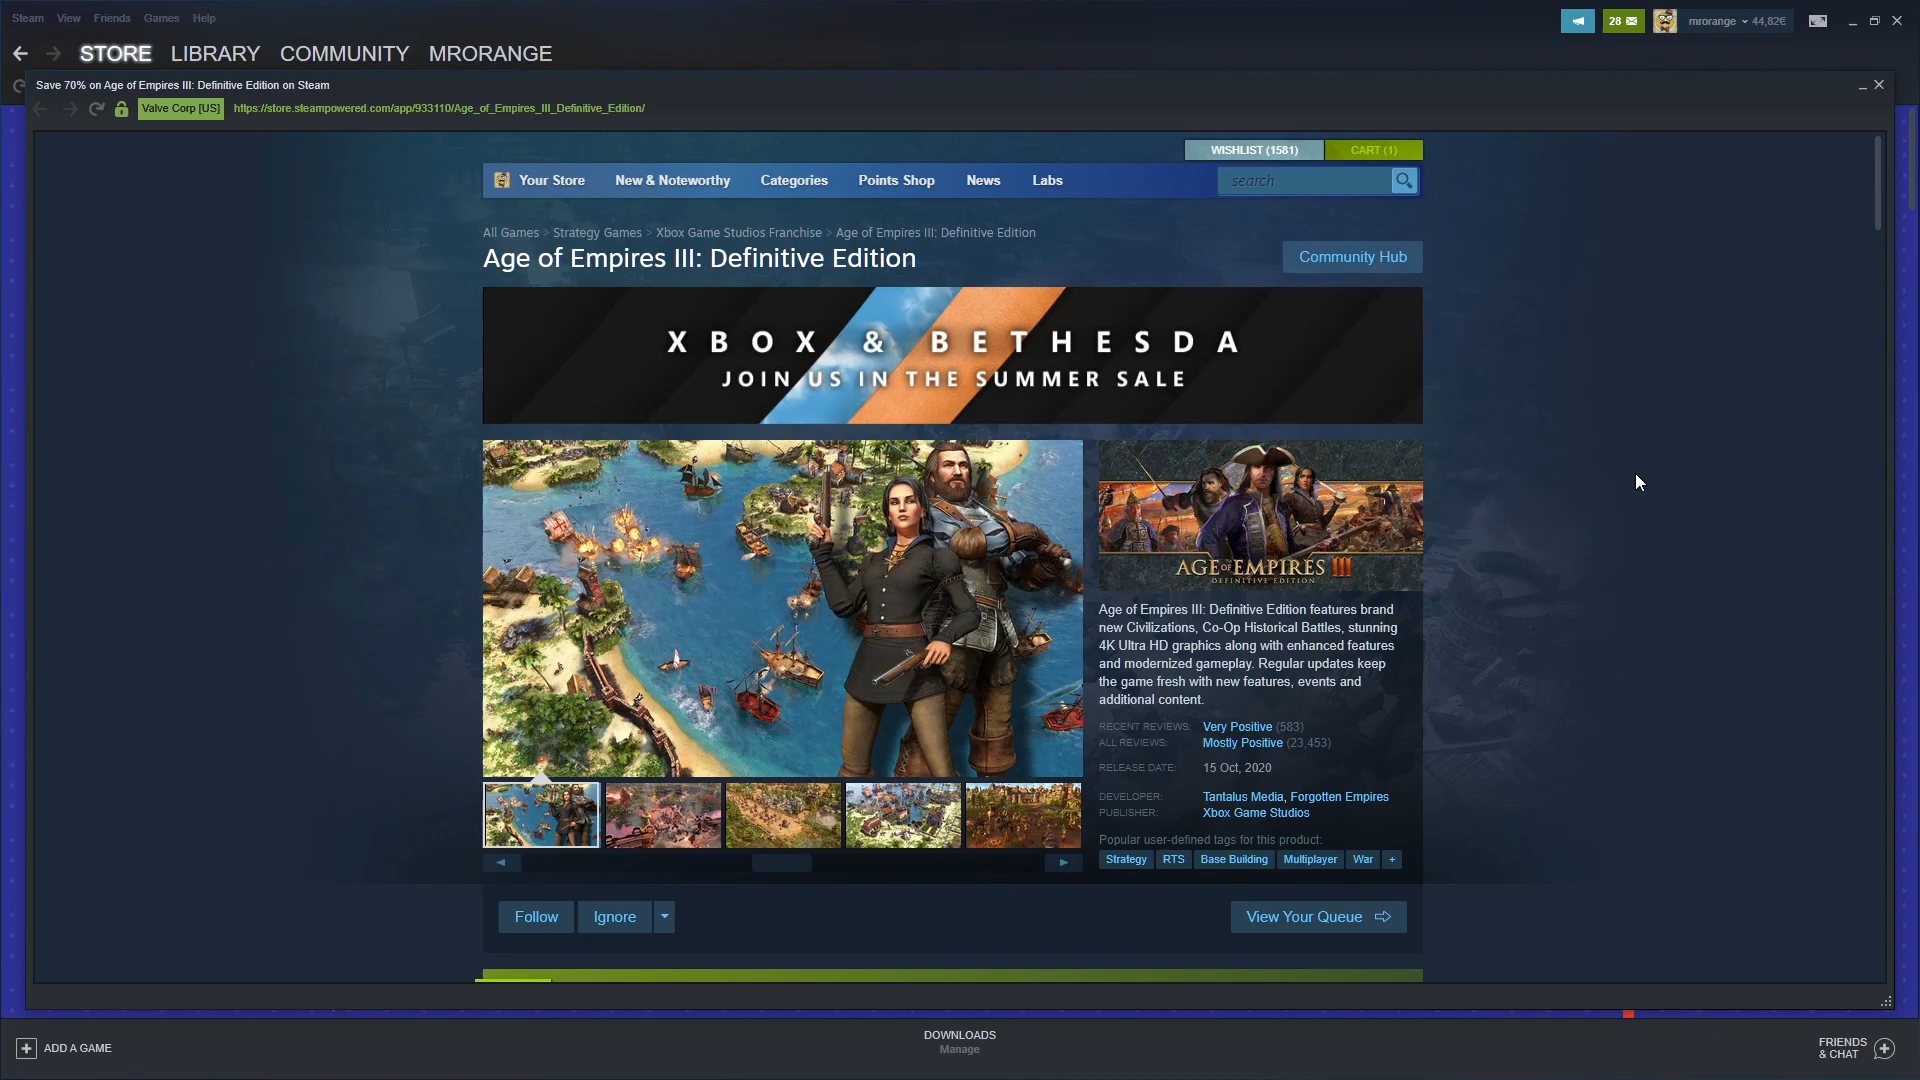 Steam View Friends Games Help
28
mrorange 44,82€
STORE LIBRARY COMMUNITY MRORANGE
Save 70% on Age of Empires III: Definitive Edition on Steam
Valve Corp [US] https://store.steampowered.com/app/933110/Age_of_Empires_III_Definitive_Edition/
WISHLIST (1581) CART (1)
Your Store New & Noteworthy Categories Points Shop News Labs search
All Games > Strategy Games > Xbox Game Studios Franchise > Age of Empires III: Definitive Edition
Age of Empires III: Definitive Edition
Community Hub
XBOX & BETHESDA
JOIN US IN THE SUMMER SALE
AGE OF EMPIRES III
DEFINITIVE EDITION
Age of Empires III: Definitive Edition features brand
new Civilizations, Co-Op Historical Battles, stunning
4K Ultra HD graphics along with enhanced features
and modernized gameplay. Regular updates keep
the game fresh with new features, events and
additional content.
RECENT REVIEWS: Very Positive (583)
ALL REVIEWS: Mostly Positive (23,453)
RELEASE DATE: 15 Oct, 2020
DEVELOPER: Tantalus Media, Forgotten Empires
PUBLISHER: Xbox Game Studios
Popular user-defined tags for this product:
Strategy RTS Base Building Multiplayer War +
Follow Ignore
View Your Queue
ADD A GAME
DOWNLOADS
Manage
FRIENDS
& CHAT